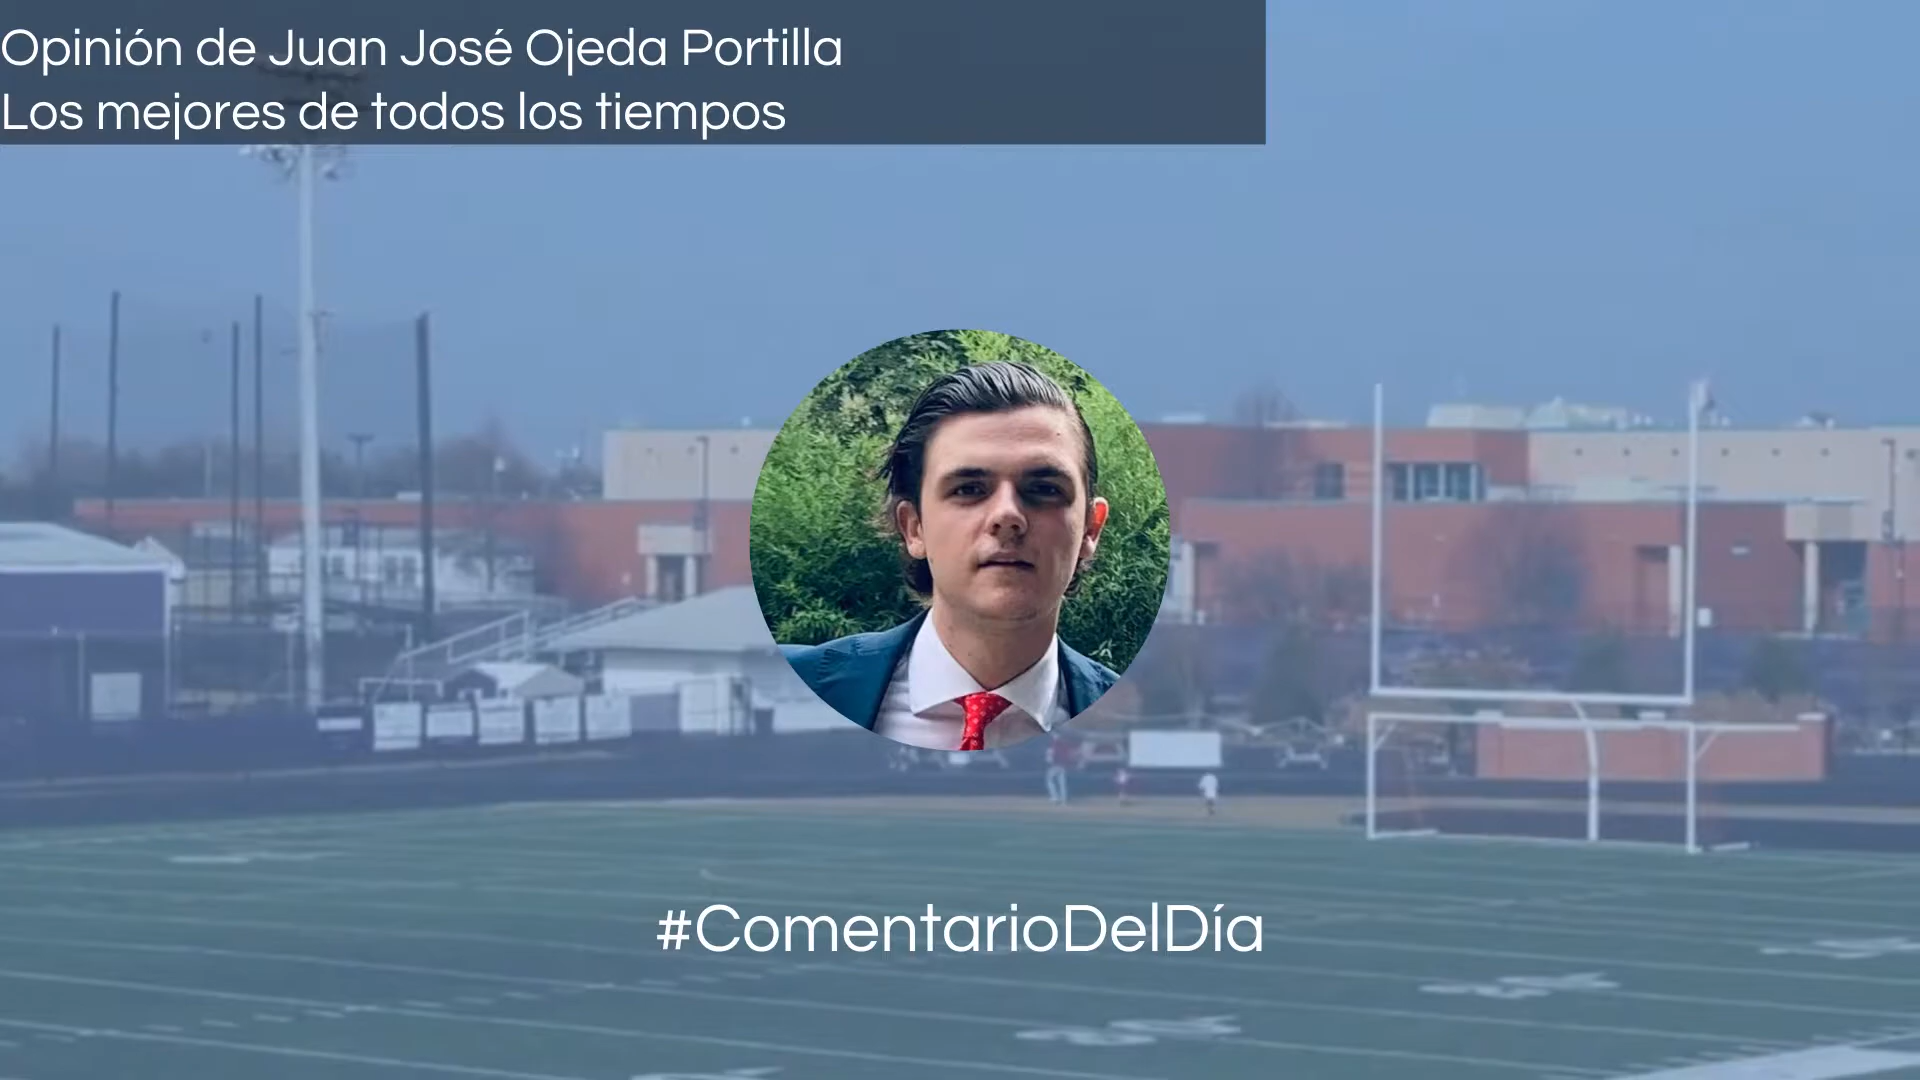 Opinión de Juan José Ojeda Portilla
Los mejores de todos los tiempos
#ComentarioDelDía